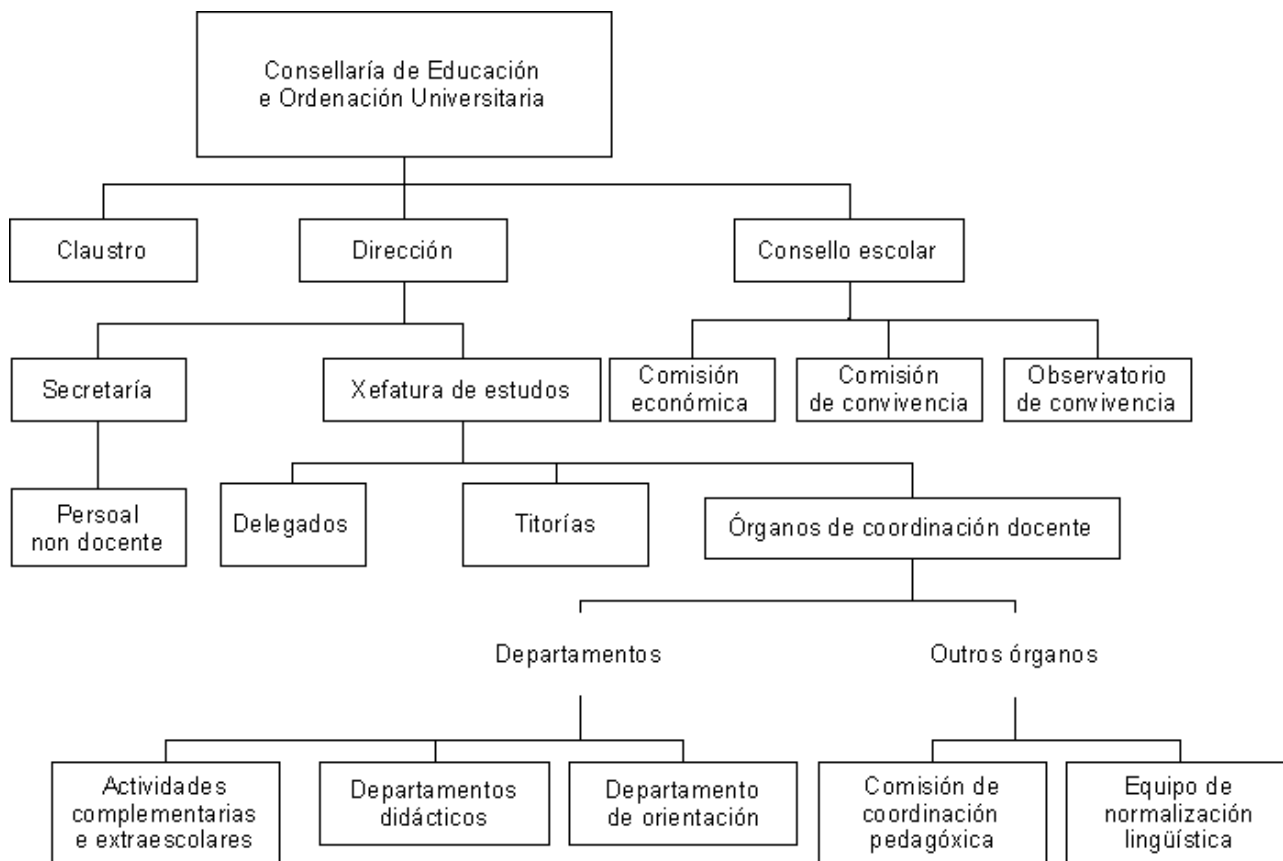 Consellaría de Educación
e Ordenación Universitaria
Claustro
Dirección
Consello escolar
Secretaría
Xefatura de estudos
Comisión
económica
Comisión
de convivencia
Observatorio
de convivencia
Persoal
non docente
Delegados
Titorías
Órganos de coordinación docente
Departamentos
Outros órganos
Actividades
complementarias
e extraescolares
Departamentos
didácticos
Departamento
de orientación
Comisión de
coordinación
pedagóxica
Equipo de
normalización
lingüística